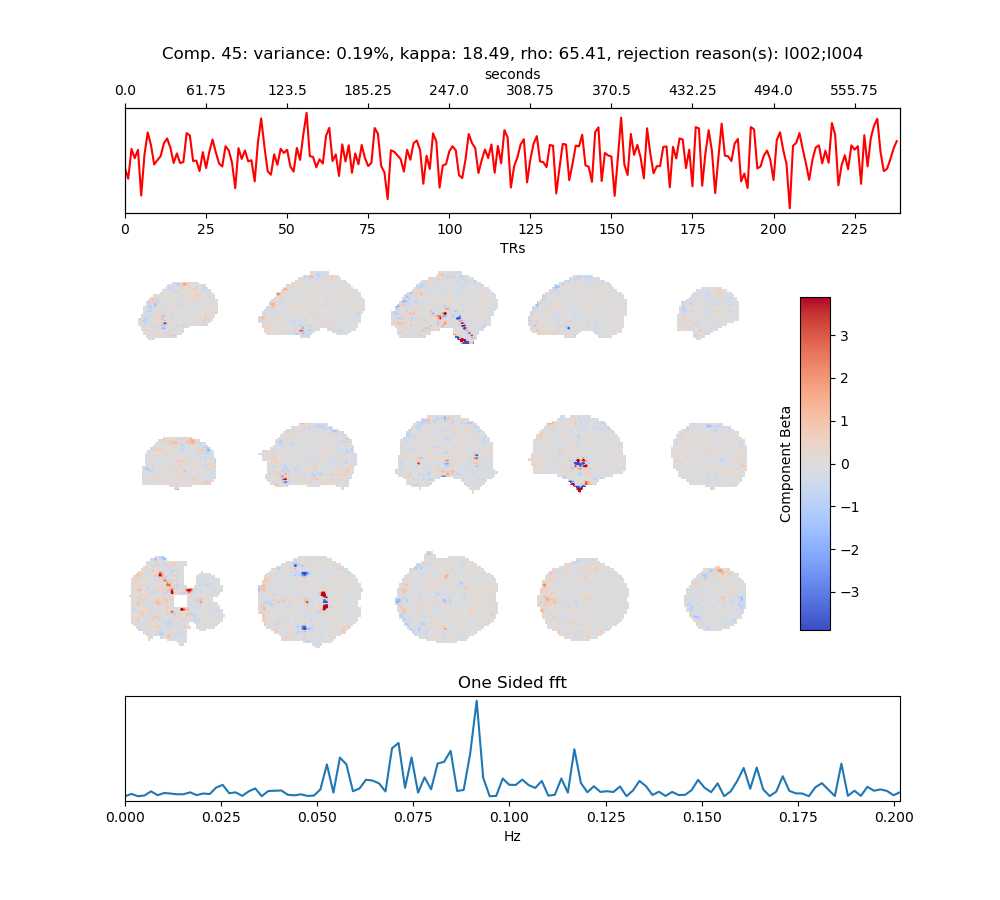 Comp. 45: variance: 0.19%, kappa: 18.49, rho: 65.41, rejection reason(s): I002;I004
seconds
0.0 61.75 123.5 185.25 247.0 308.75 370.5 432.25 494.0 555.75
0 25 50 75 100 125 150 175 200 225
TRs
3
2
1
0
−1
−2
−3
Component Beta
One Sided fft
0.000 0.025 0.050 0.075 0.100 0.125 0.150 0.175 0.200
Hz